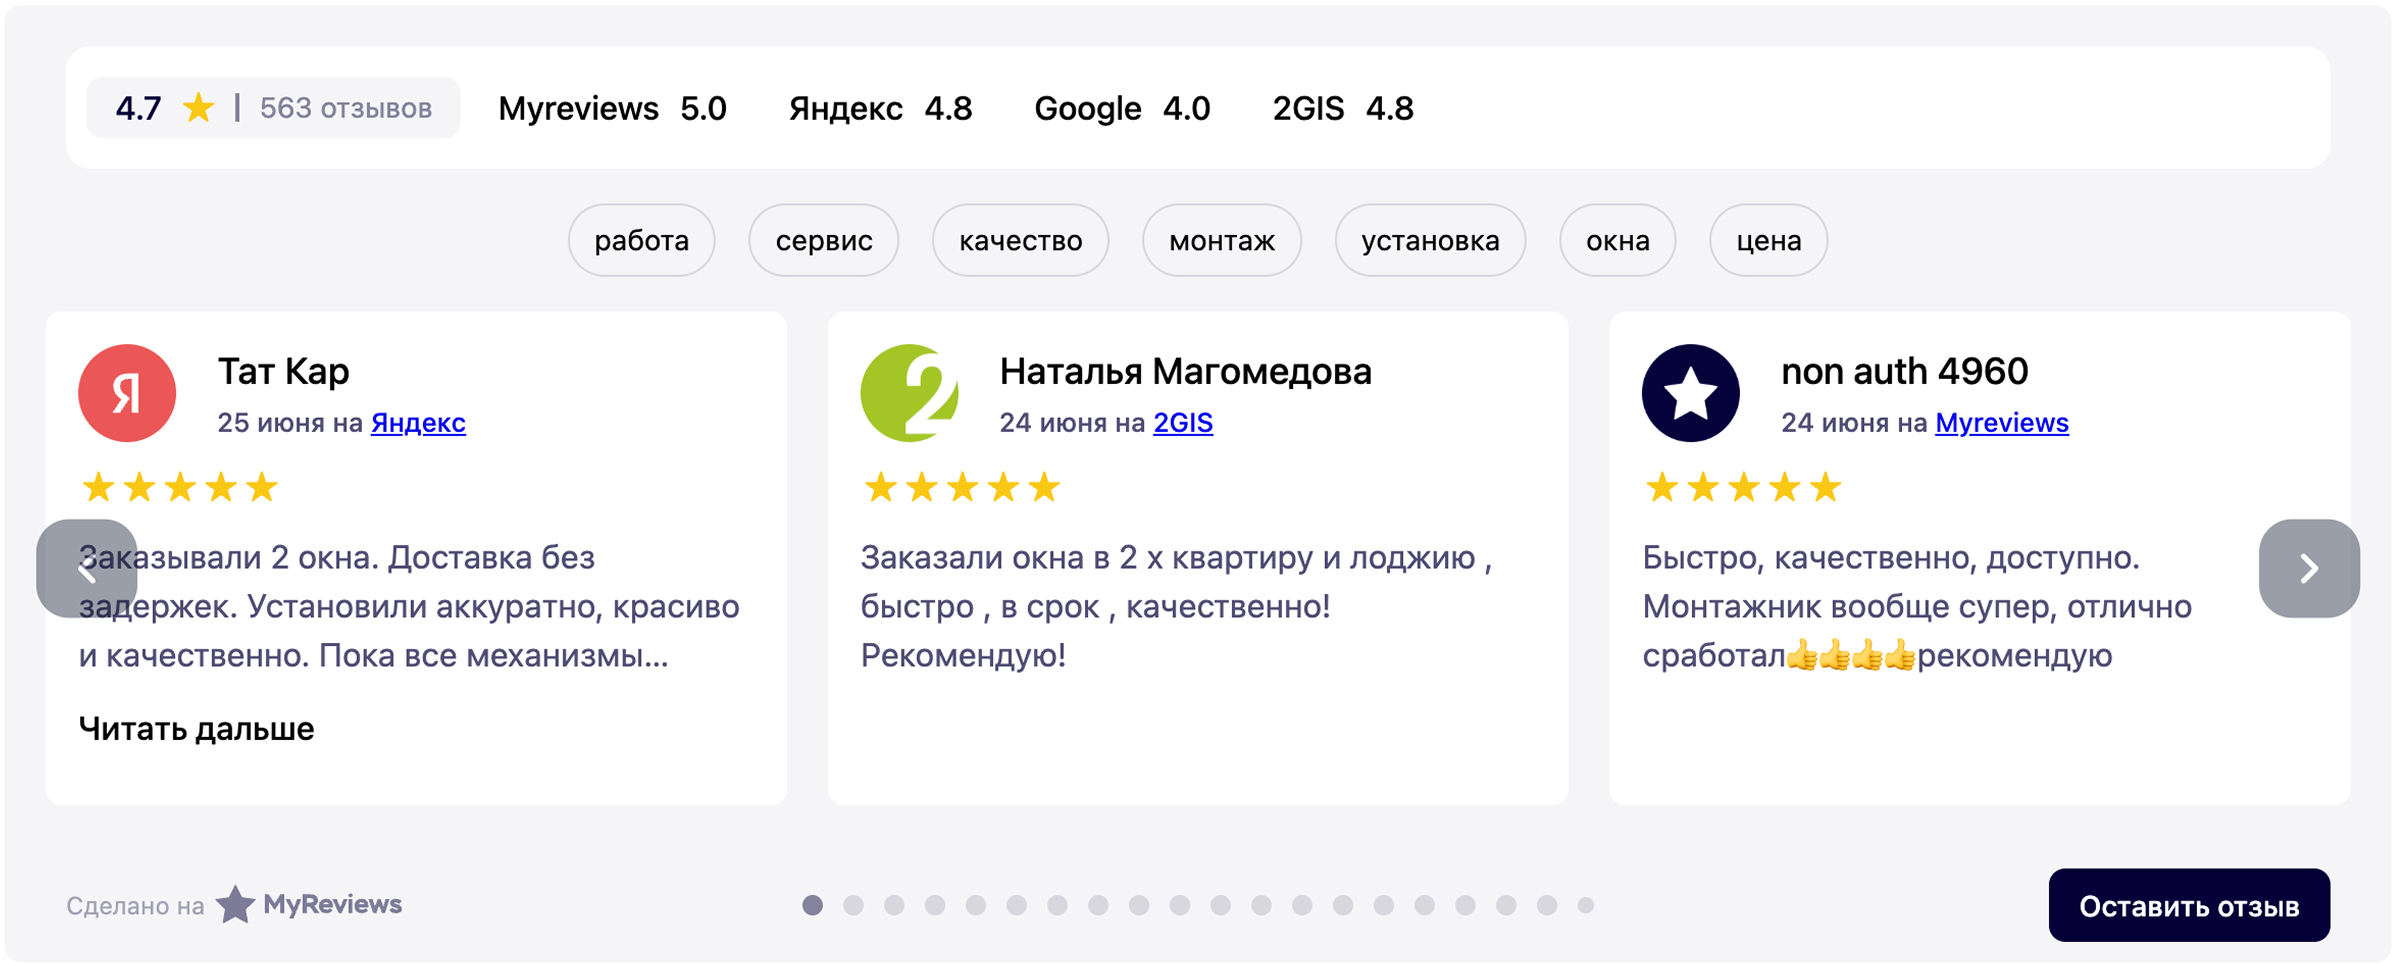 4.7 ★ | 563 отзывов Myreviews 5.0 Яндекс 4.8 Google 4.0 2GIS 4.8
работа сервис качество монтаж установка окна цена
Я
Тат Кар
25 июня на Яндекс
Заказывали 2 окна. Доставка без
задержек. Установили аккуратно, красиво
и качественно. Пока все механизмы...
Читать дальше
2
Наталья Магомедова
24 июня на 2GIS
Заказали окна в 2 х квартиру и лоджию ,
быстро , в срок , качественно!
Рекомендую!
non auth 4960
24 июня на Myreviews
Быстро, качественно, доступно.
Монтажник вообще супер, отлично
сработал👍👍👍👍рекомендую
Сделано на MyReviews
Оставить отзыв